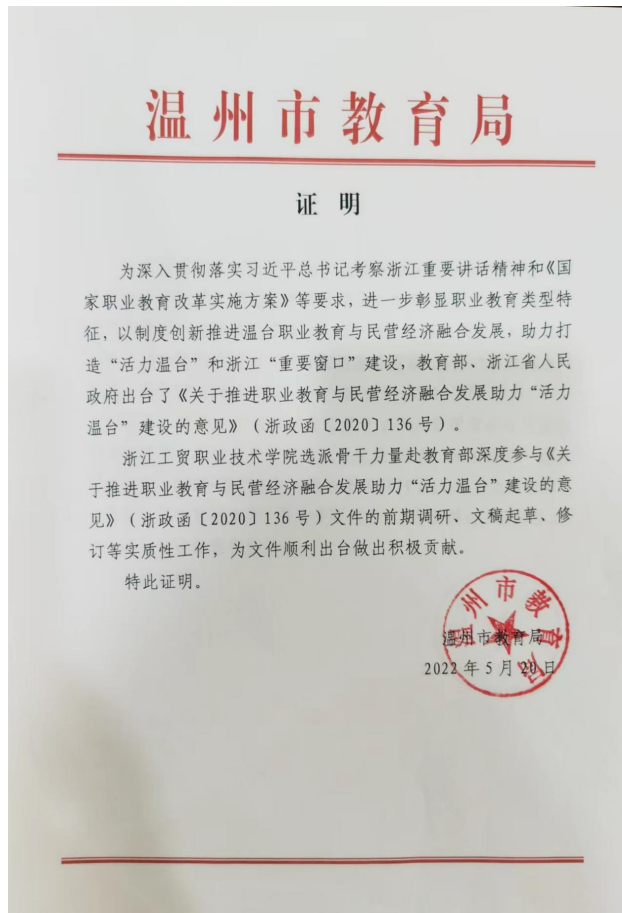 温州市教育局
证 明
为深入贯彻落实习近平总书记考察浙江重要讲话精神和《国
家职业教育改革实施方案》等要求，进一步彰显职业教育类型特
征，以制度创新推进温台职业教育与民营经济融合发展，助力打
造“活力温台”和浙江“重要窗口”建设，教育部、浙江省人民
政府出台了《关于推进职业教育与民营经济融合发展助力“活力
温台”建设的意见》（浙政函〔2020〕136 号）。
浙江工贸职业技术学院选派骨干力量赴教育部深度参与《关
于推进职业教育与民营经济融合发展助力“活力温台”建设的意
见》（浙政函〔2020〕136 号）文件的前期调研、文稿起草、修
订等实质性工作，为文件顺利出台做出积极贡献。
特此证明。
温州市教育局
温州市教育局
2022 年 5 月 20 日